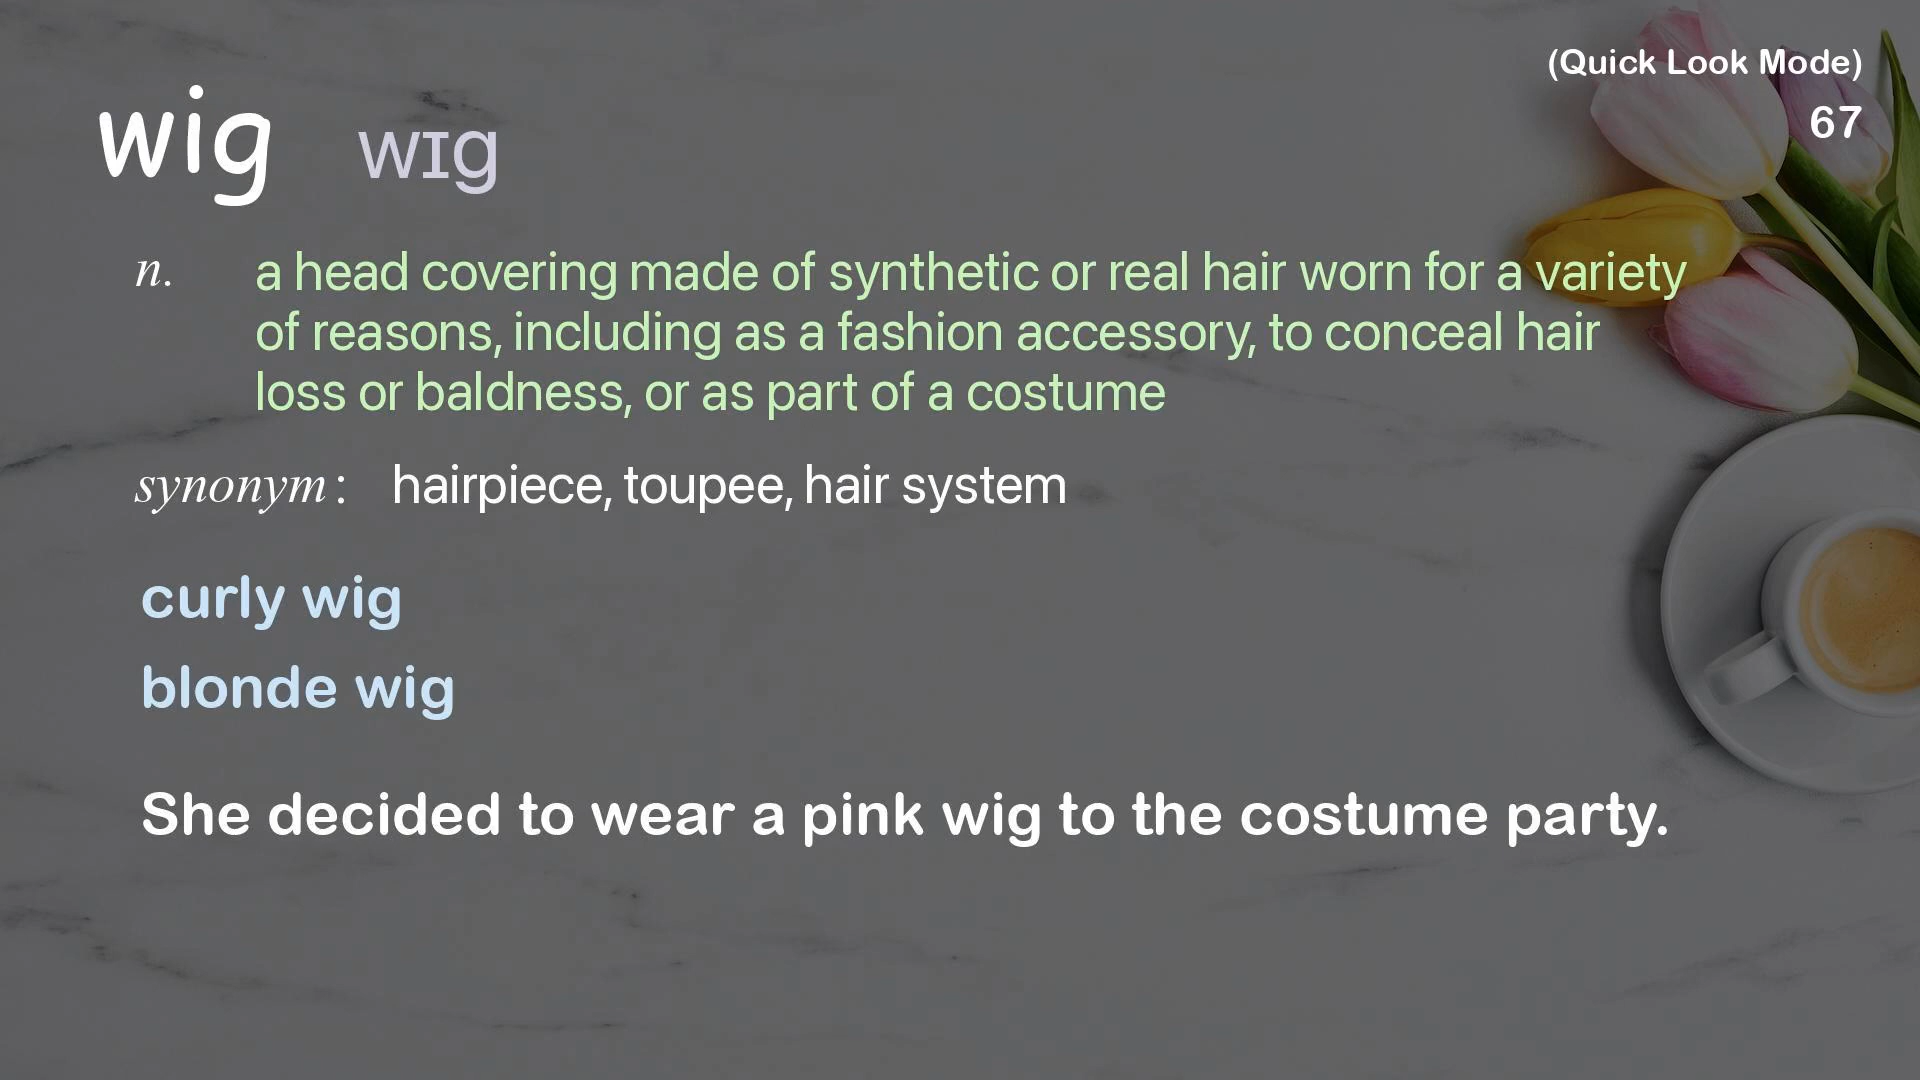 (Quick Look Mode)
67
wig wɪg
n. a head covering made of synthetic or real hair worn for a variety
of reasons, including as a fashion accessory, to conceal hair
loss or baldness, or as part of a costume
synonym: hairpiece, toupee, hair system
curly wig
blonde wig
She decided to wear a pink wig to the costume party.